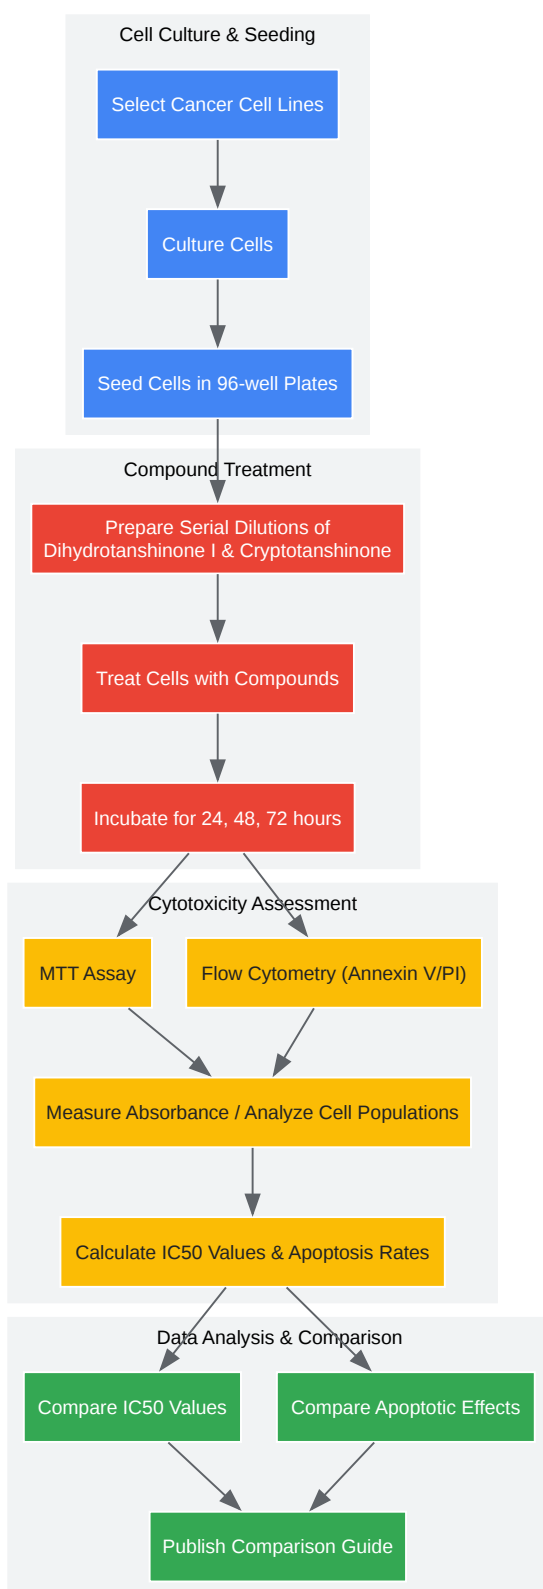 Cell Culture & Seeding
Select Cancer Cell Lines
Culture Cells
Seed Cells in 96-well Plates
Compound Treatment
Prepare Serial Dilutions of
Dihydrotanshinone I & Cryptotanshinone
Treat Cells with Compounds
Incubate for 24, 48, 72 hours
Cytotoxicity Assessment
MTT Assay
Flow Cytometry (Annexin V/PI)
Measure Absorbance / Analyze Cell Populations
Calculate IC50 Values & Apoptosis Rates
Data Analysis & Comparison
Compare IC50 Values
Compare Apoptotic Effects
Publish Comparison Guide